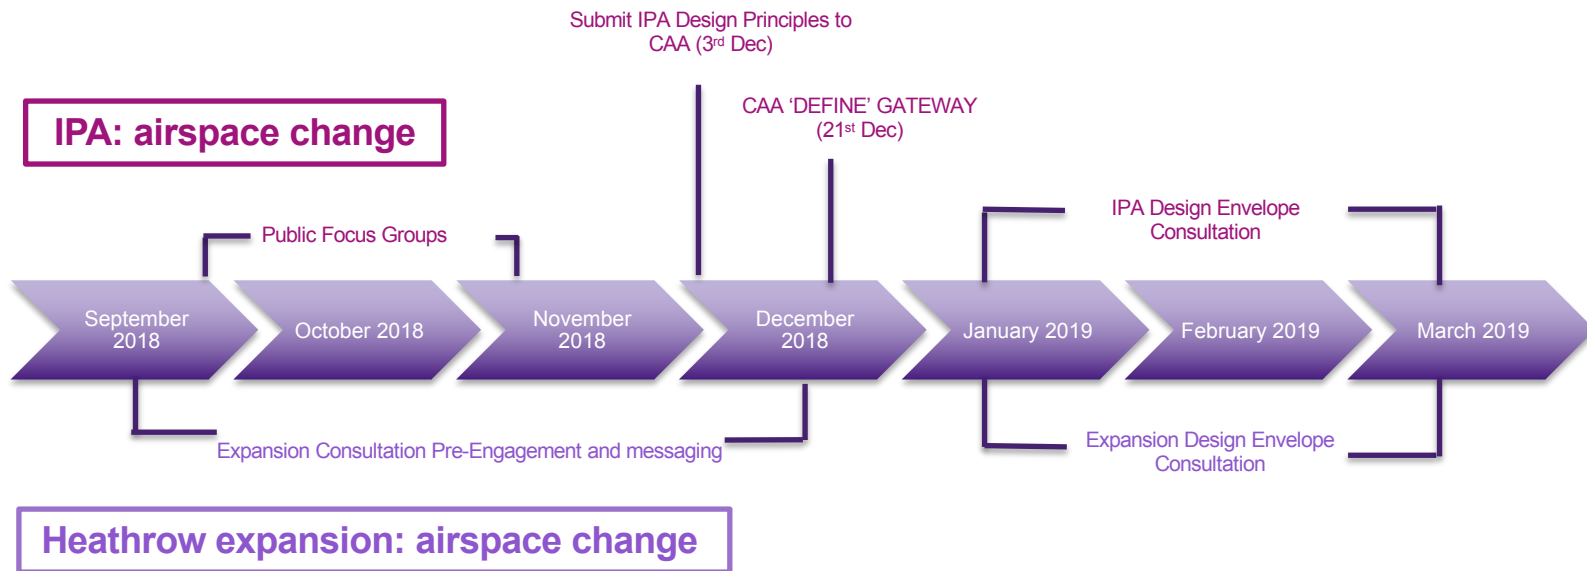 Submit IPA Design Principles to
CAA (3rd Dec)
CAA ‘DEFINE’ GATEWAY
(21st Dec)
IPA: airspace change
IPA Design Envelope
Consultation
Public Focus Groups
September
2018
October 2018
November
2018
December
2018
January 2019
February 2019
March 2019
Expansion Consultation Pre-Engagement and messaging
Expansion Design Envelope
Consultation
Heathrow expansion: airspace change